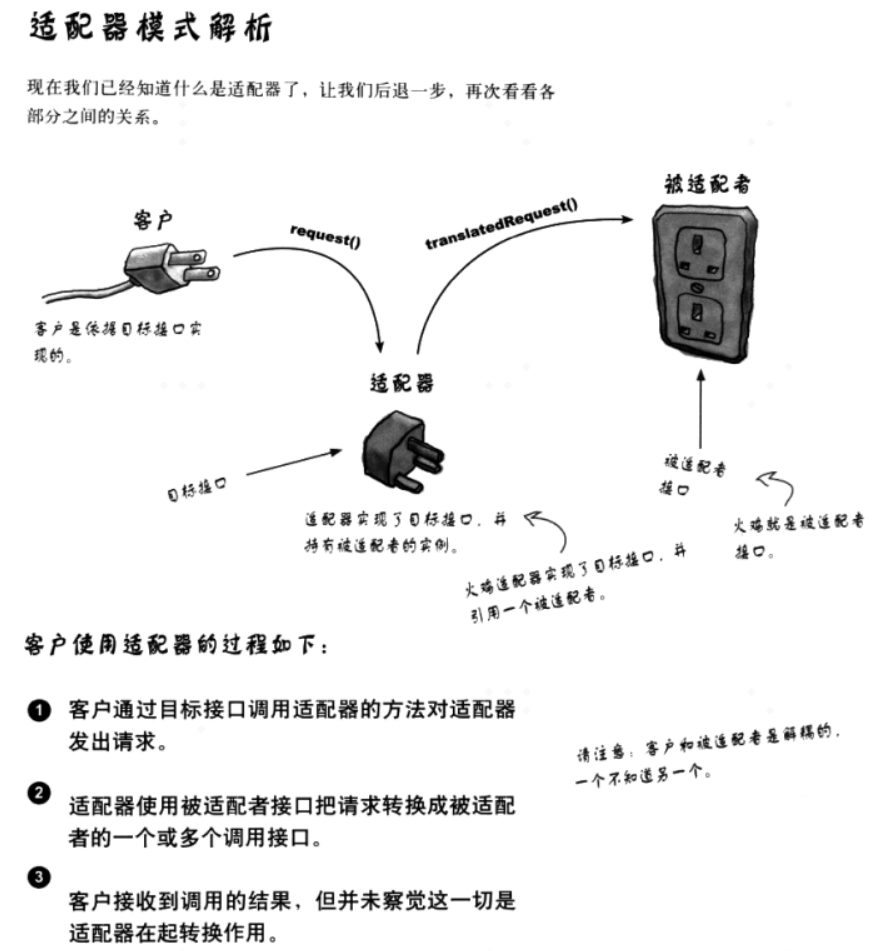 适配器模式解析
现在我们已经知道什么是适配器了，让我们后退一步，再次看看各
部分之间的关系。
被适配者
客户
request()
translatedRequest()
客户是依据目标接口实
现的。
适配器
目标接口
被适配者
接口
适配器实现了目标接口，并
持有被适配者的实例。
火鸡就是被适配者
接口。
火鸡适配器实现了目标接口，并
引用一个被适配者。
客户使用适配器的过程如下：
1 客户通过目标接口调用适配器的方法对适配器
发出请求。
请注意：客户和被适配者是解耦的，
一个不知道另一个。
2 适配器使用被适配者接口把请求转换成被适配
者的一个或多个调用接口。
3 客户接收到调用的结果，但并未察觉这一切是
适配器在起转换作用。